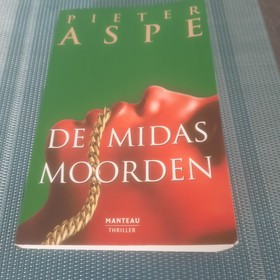 PIETER
ASPE
DE MIDAS
MOORDEN
MANTEAU
THRILLER